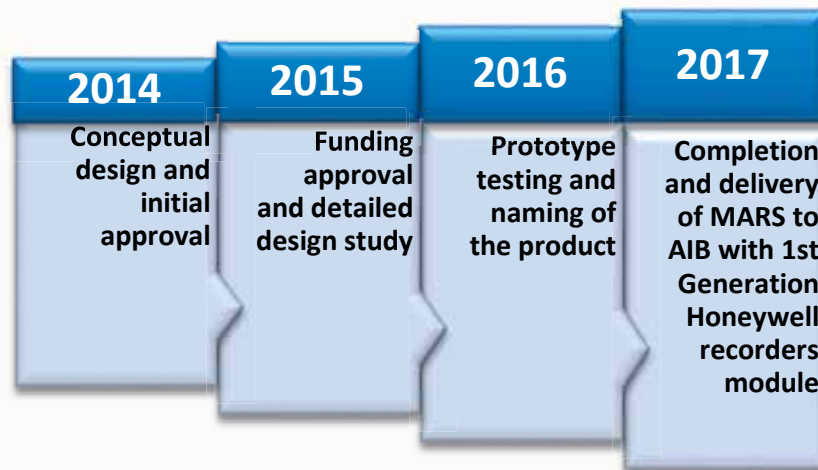 2014
Conceptual
design and
initial
approval
2015
Funding
approval
and detailed
design study
2016
Prototype
testing and
naming of
the product
2017
Completion
and delivery
of MARS to
AIB with 1st
Generation
Honeywell
recorders
module